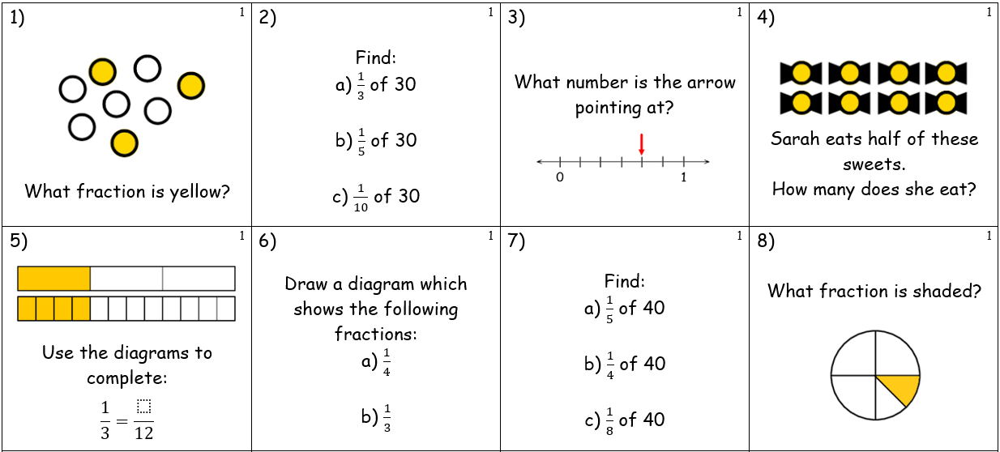 1)
1
What fraction is yellow?
2)
1
Find:
a) 1/3 of 30
b) 1/5 of 30
c) 1/10 of 30
3)
1
What number is the arrow
pointing at?
0 1
4)
1
Sarah eats half of these
sweets.
How many does she eat?
5)
1
Use the diagrams to
complete:
1/3 = □/12
6)
1
Draw a diagram which
shows the following
fractions:
a) 1/4
b) 1/3
7)
1
Find:
a) 1/5 of 40
b) 1/4 of 40
c) 1/8 of 40
8)
1
What fraction is shaded?